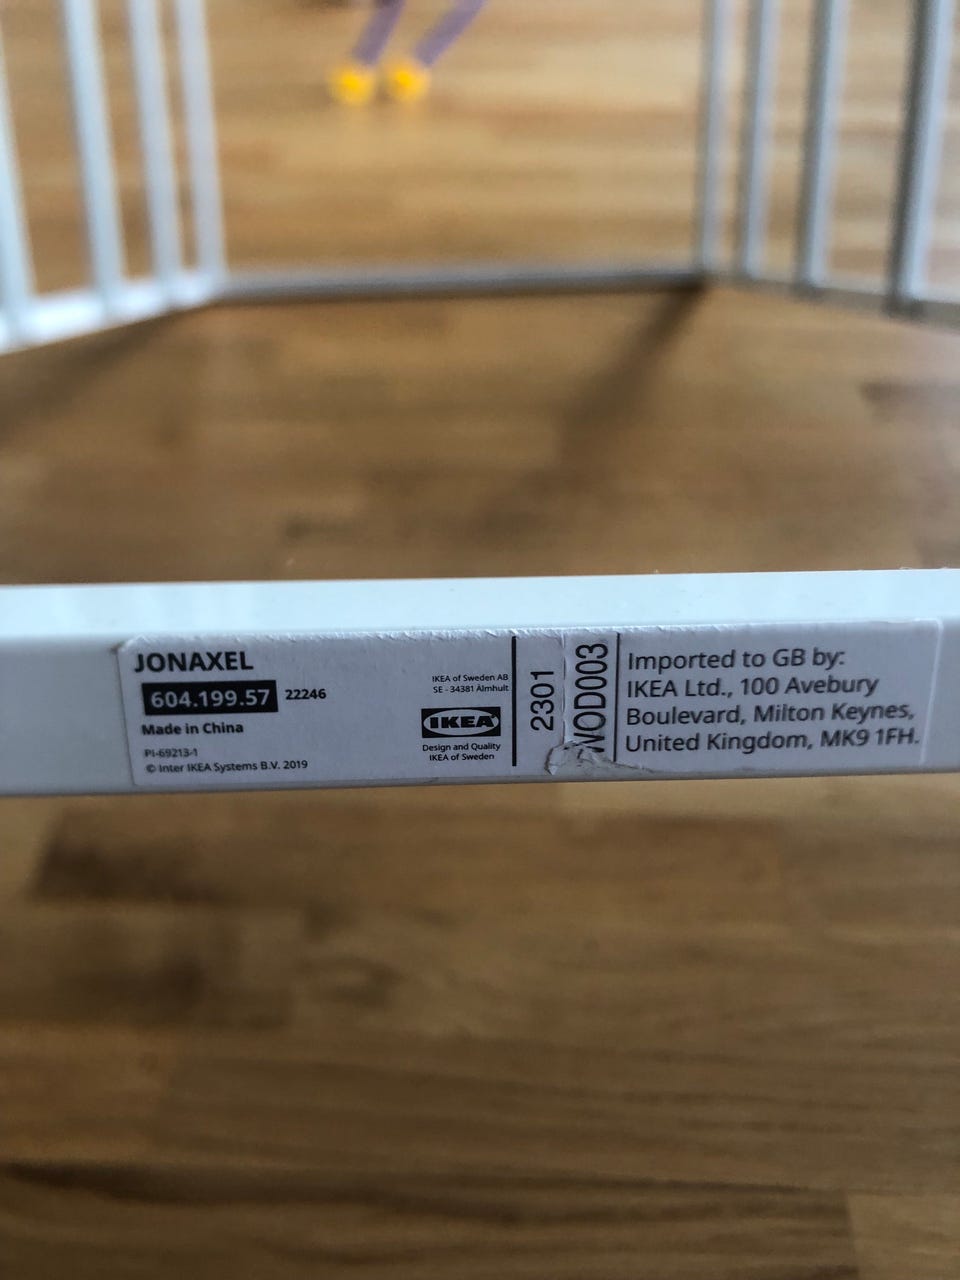 JONAXEL
604.199.57 22246
Made in China
PI-69213-1
© Inter IKEA Systems B.V. 2019
IKEA of Sweden AB
SE - 34381 Älmhult
IKEA
Design and Quality
IKEA of Sweden
2301
WOD003
Imported to GB by:
IKEA Ltd., 100 Avebury
Boulevard, Milton Keynes,
United Kingdom, MK9 1FH.